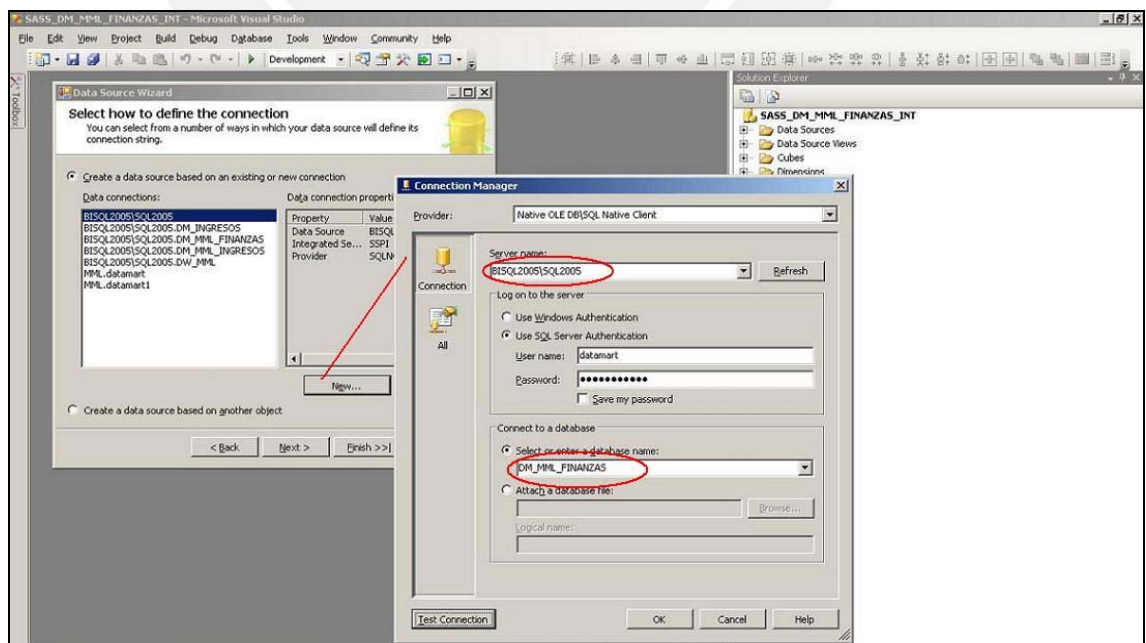 SASS_DM_MML_FINANZAS_INT - Microsoft Visual Studio
File Edit View Project Build Debug Database Tools Window Community Help
Development
Toolbox
Data Source Wizard
Select how to define the connection
You can select from a number of ways in which your data source will define its
connection string.
Create a data source based on an existing or new connection
Data connections:
BISQL2005\SQL2005
BISQL2005\SQL2005.DM_INGRESOS
BISQL2005\SQL2005.DM_MML_FINANZAS
BISQL2005\SQL2005.DM_MML_INGRESOS
BISQL2005\SQL2005.DW_MML
MML.datamart
MML.datamart1
Data connection properti
Property Value
Data Source BISQL
Integrated Se... SSPI
Provider SQLN
New...
Create a data source based on another object
< Back Next > Finish >>|
Connection Manager
Provider: Native OLE DB\SQL Native Client
Connection
All
Server name:
BISQL2005\SQL2005 Refresh
Log on to the server
Use Windows Authentication
Use SQL Server Authentication
User name: datamart
Password: ●●●●●●●●●●●
Save my password
Connect to a database
Select or enter a database name:
DM_MML_FINANZAS
Attach a database file:
Browse...
Logical name:
Test Connection OK Cancel Help
Solution Explorer
SASS_DM_MML_FINANZAS_INT
Data Sources
Data Source Views
Cubes
Dimensions